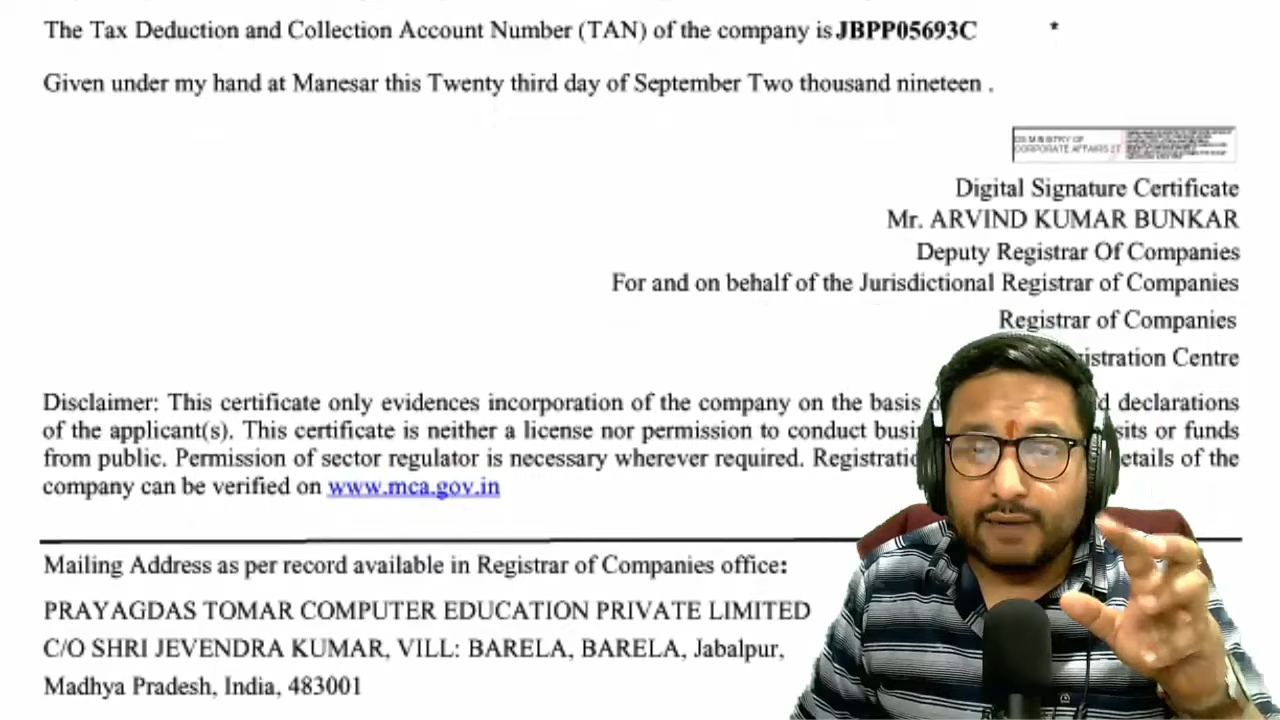 The Tax Deduction and Collection Account Number (TAN) of the company is JBPP05693C *
Given under my hand at Manesar this Twenty third day of September Two thousand nineteen .
DS MINISTRY OF
CORPORATE AFFAIRS 27
Digital Signature Certificate
Mr. ARVIND KUMAR BUNKAR
Deputy Registrar Of Companies
For and on behalf of the Jurisdictional Registrar of Companies
Registrar of Companies
istration Centre
Disclaimer: This certificate only evidences incorporation of the company on the basis d declarations
of the applicant(s). This certificate is neither a license nor permission to conduct busi sits or funds
from public. Permission of sector regulator is necessary wherever required. Registratio etails of the
company can be verified on www.mca.gov.in
Mailing Address as per record available in Registrar of Companies office:
PRAYAGDAS TOMAR COMPUTER EDUCATION PRIVATE LIMITED
C/O SHRI JEVENDRA KUMAR, VILL: BARELA, BARELA, Jabalpur,
Madhya Pradesh, India, 483001